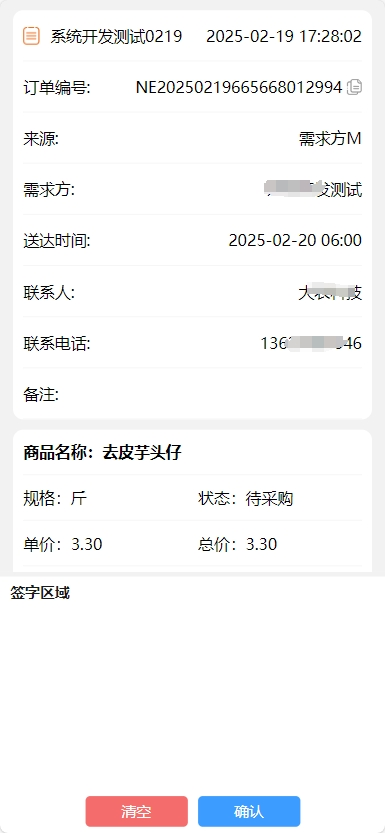 系统开发测试0219 2025-02-19 17:28:02
订单编号: NE20250219665668012994
来源: 需求方M
需求方: 发测试
送达时间: 2025-02-20 06:00
联系人: 大农科技
联系电话: 136 46
备注:
商品名称：去皮芋头仔
规格：斤 状态：待采购
单价：3.30 总价：3.30
签字区域
清空 确认